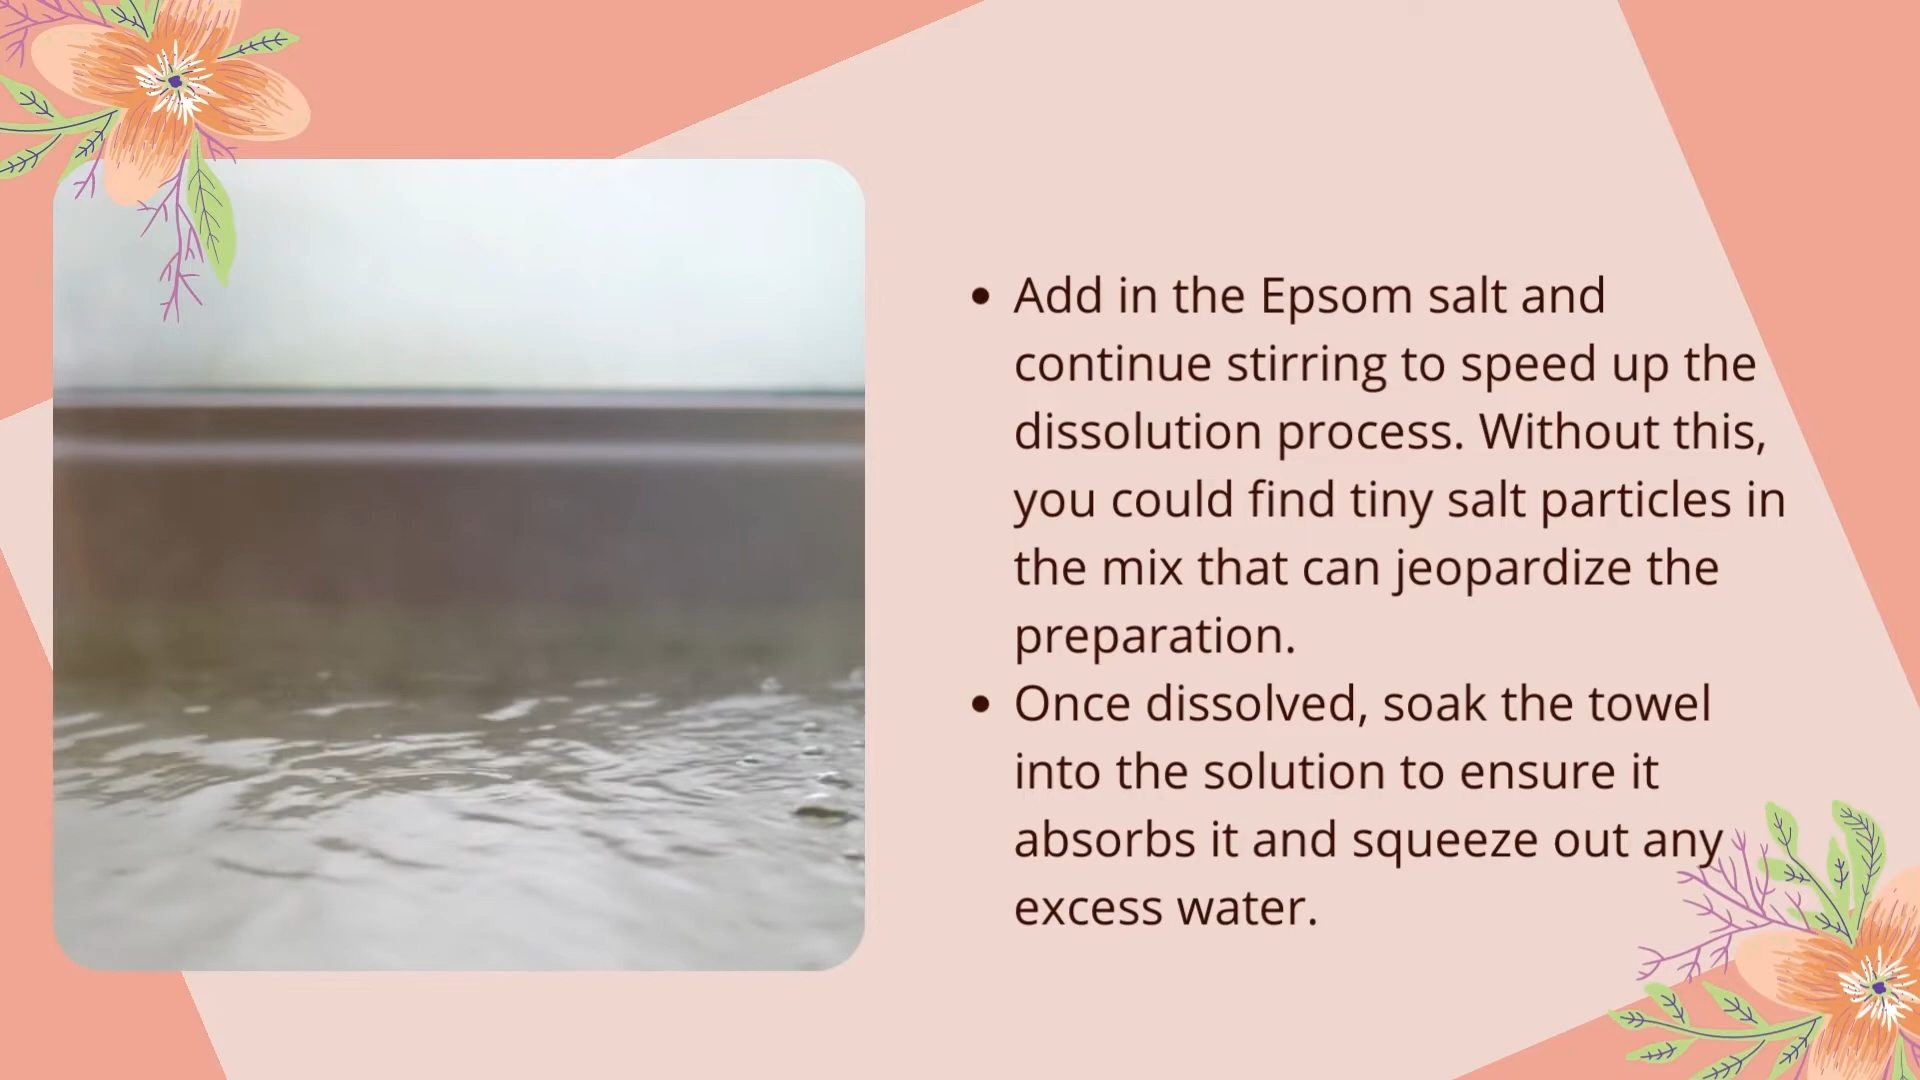 • Add in the Epsom salt and
continue stirring to speed up the
dissolution process. Without this,
you could find tiny salt particles in
the mix that can jeopardize the
preparation.
• Once dissolved, soak the towel
into the solution to ensure it
absorbs it and squeeze out any
excess water.